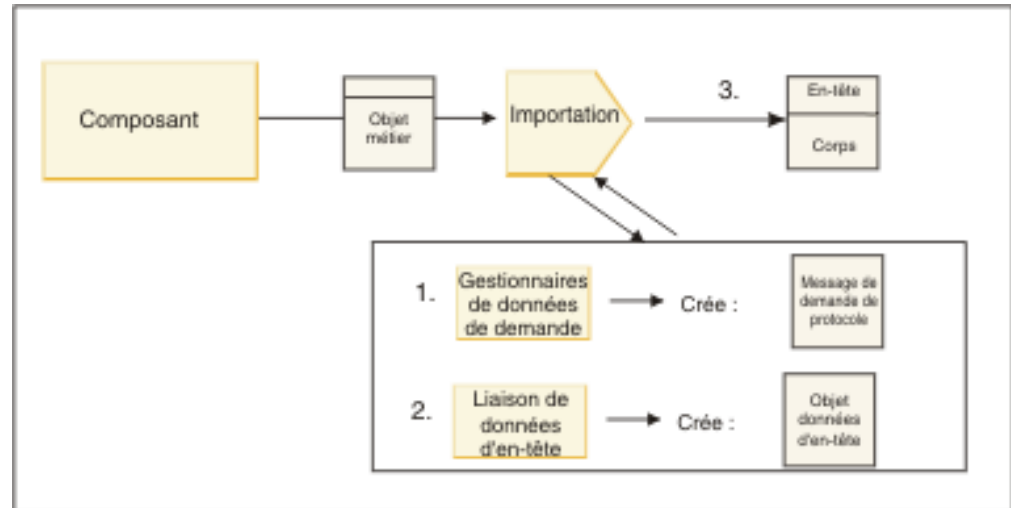 Composant
Objet
métier
Importation
3.
En-tête
Corps
1.
Gestionnaires
de données
de demande
Crée :
Message de
demande de
protocole
2.
Liaison de
données
d'en-tête
Crée :
Objet
données
d'en-tête